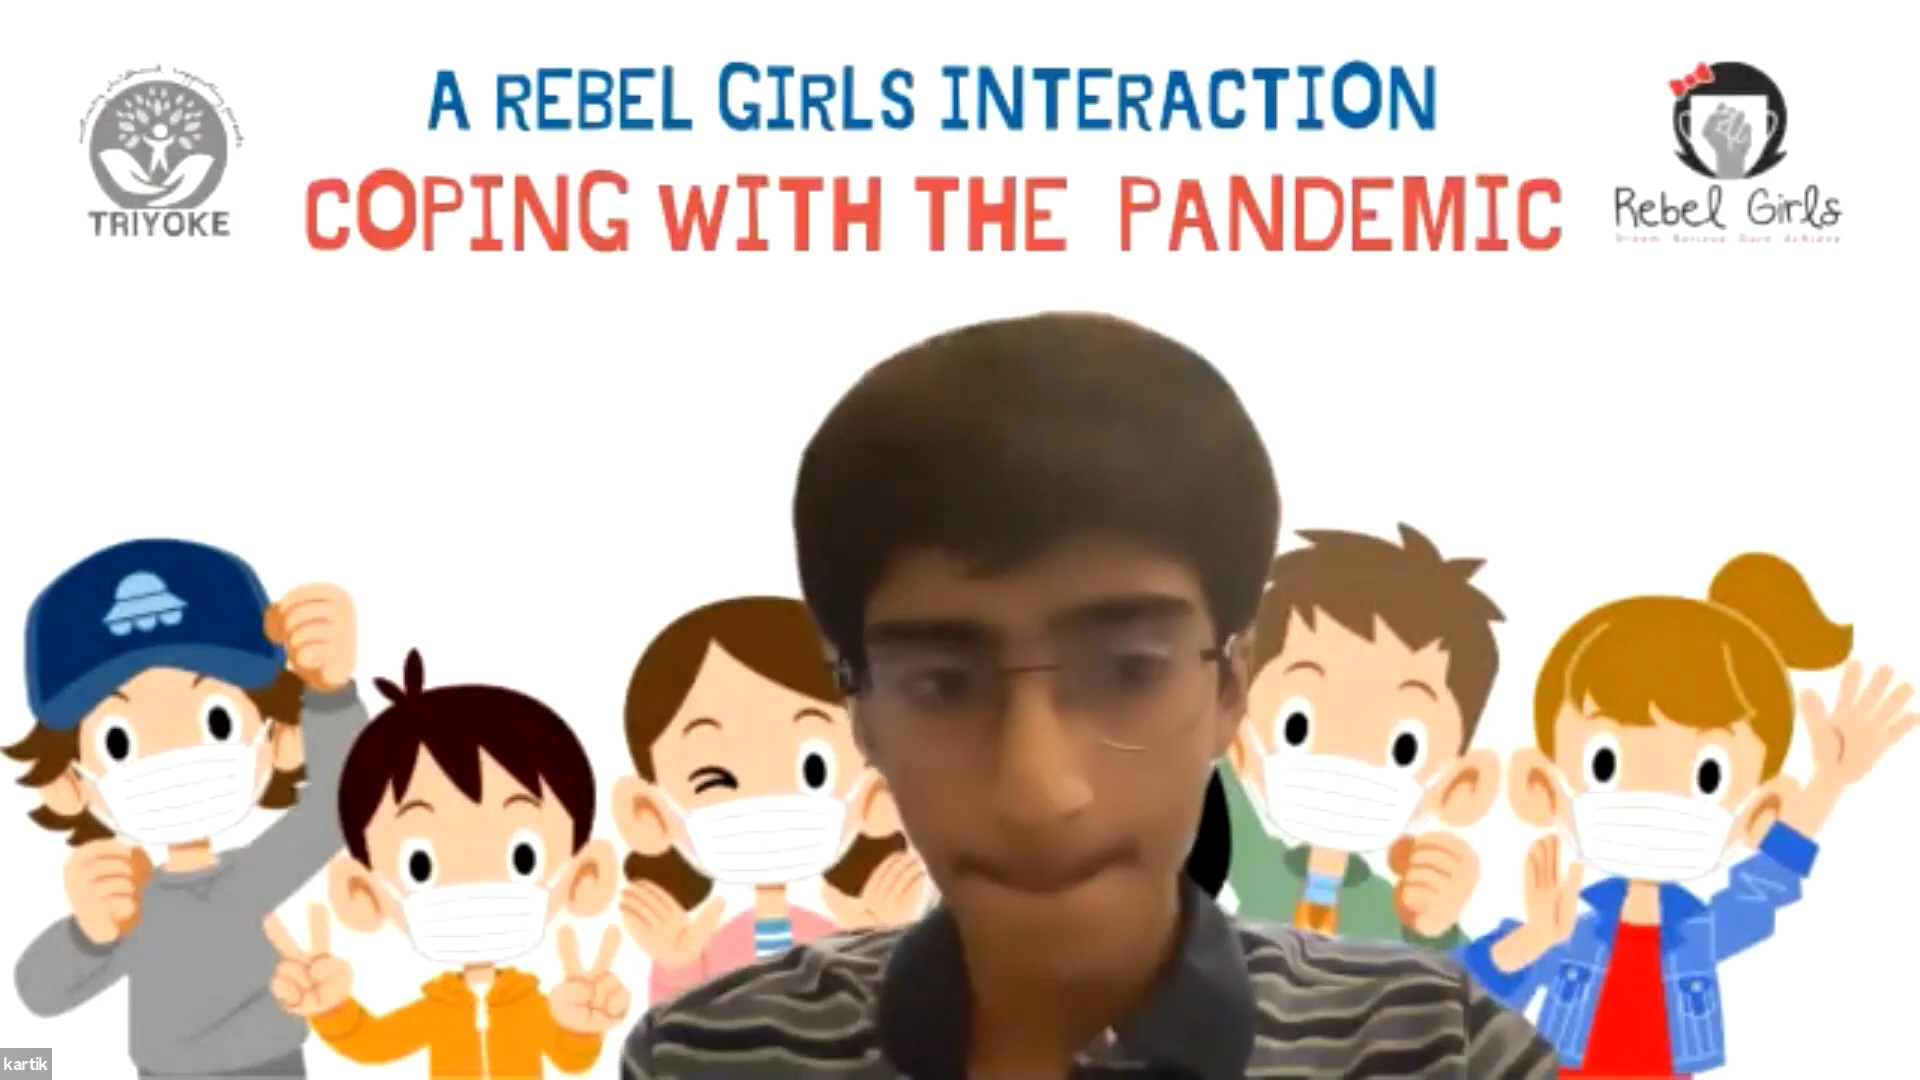 A REBEL GIRLS INTERACTION
COPING WITH THE PANDEMIC
TRIYOKE
Rebel Girls
kartik